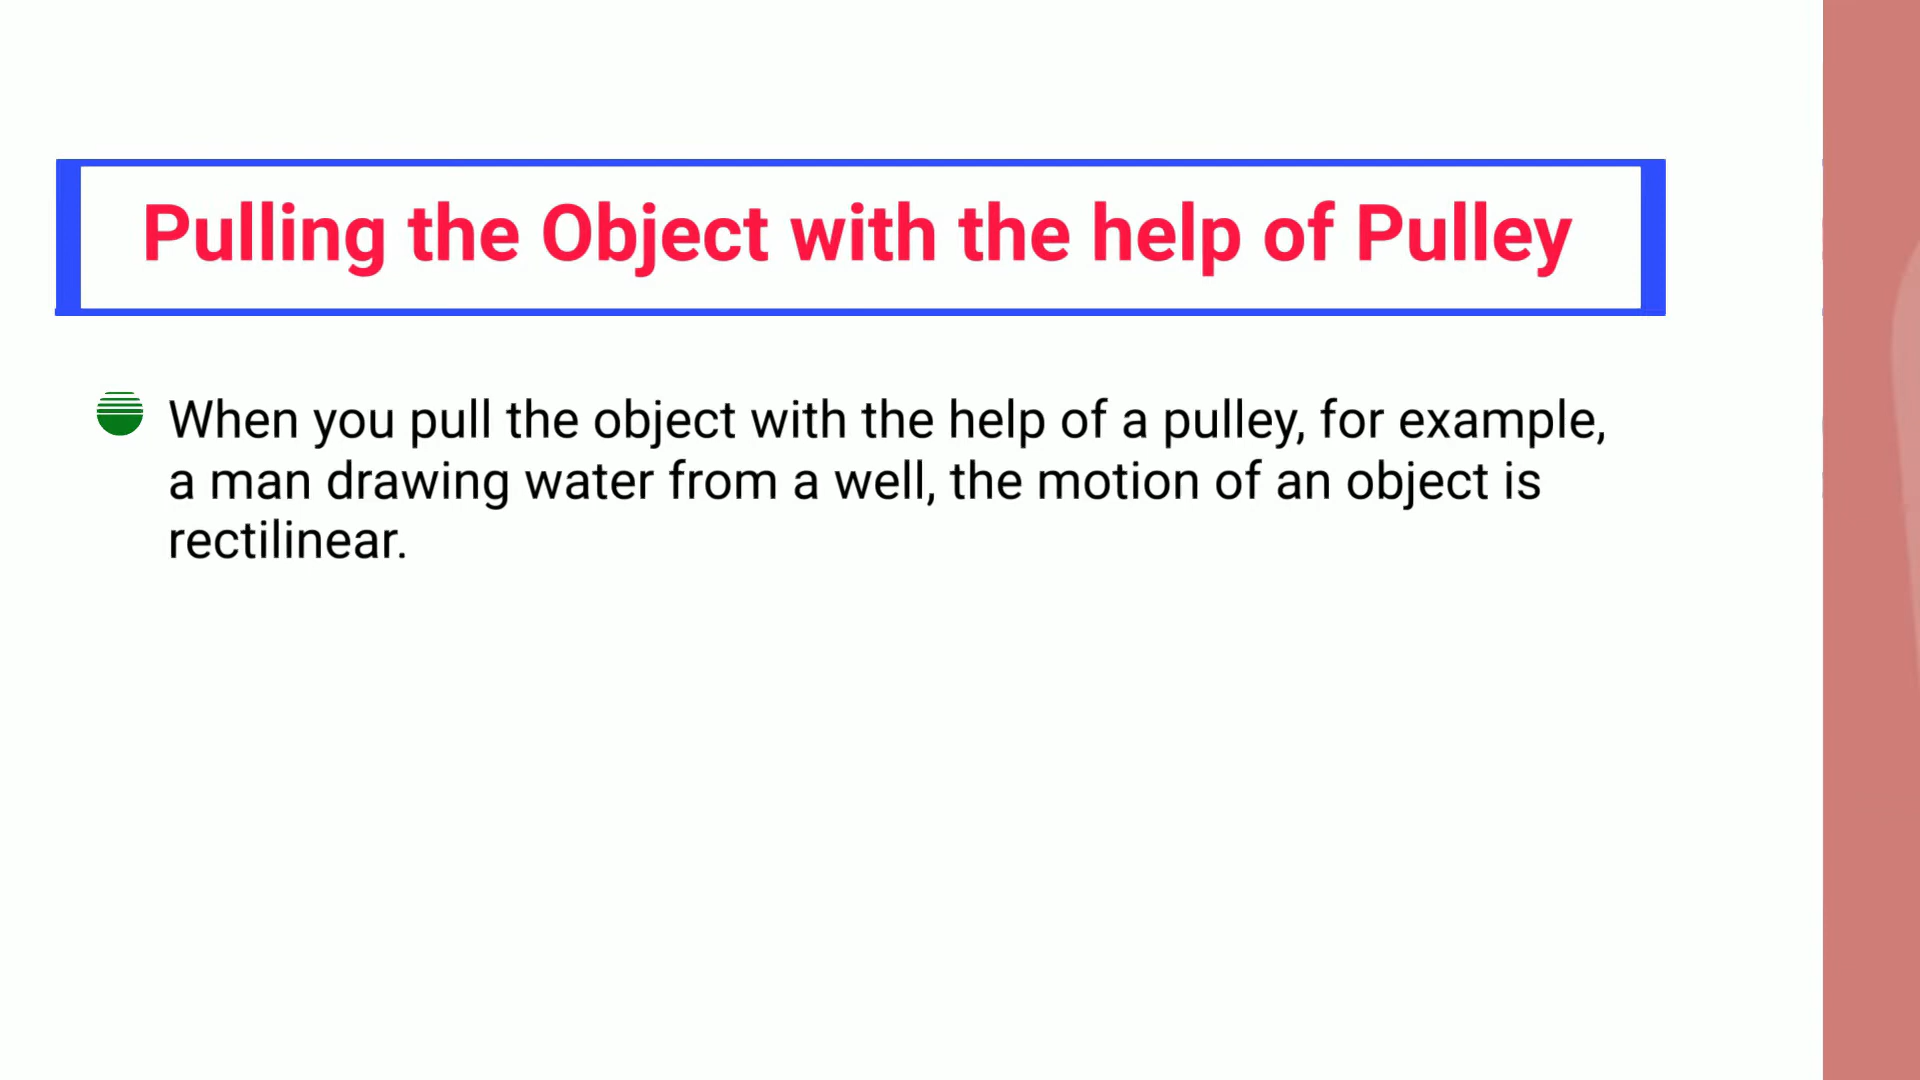 Pulling the Object with the help of Pulley
When you pull the object with the help of a pulley, for example,
a man drawing water from a well, the motion of an object is
rectilinear.